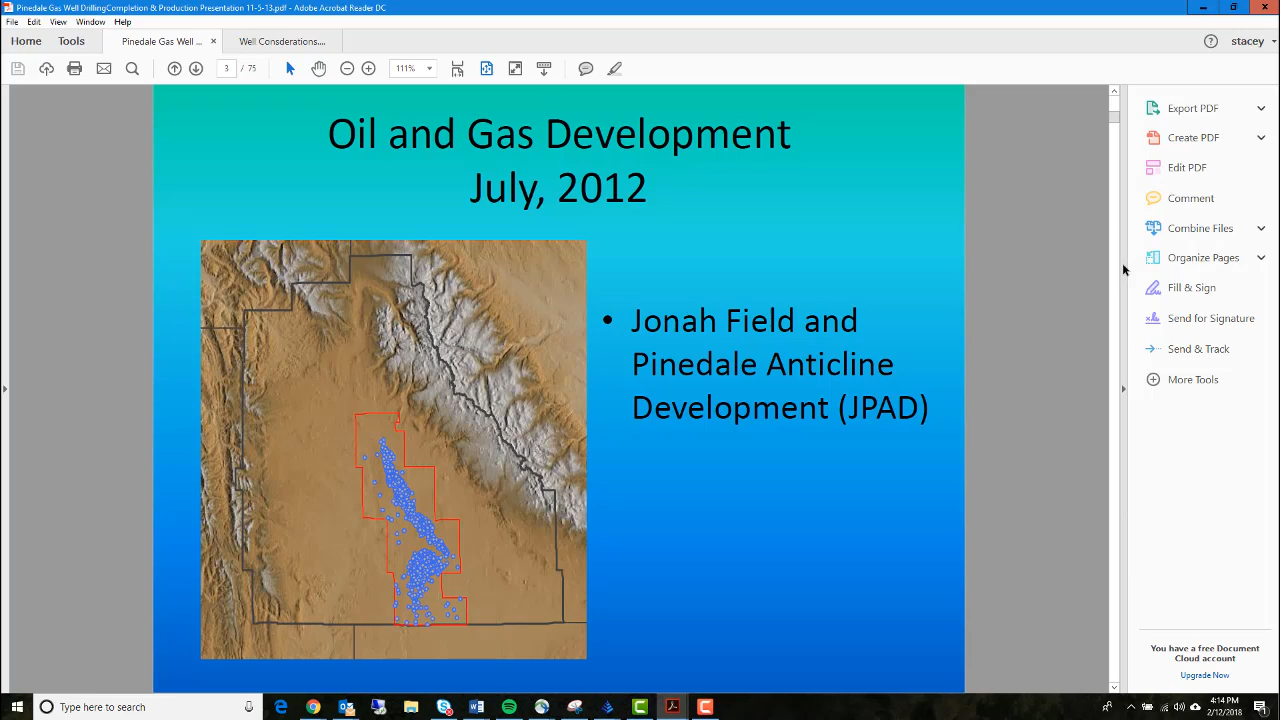 Pinedale Gas Well DrillingCompletion & Production Presentation 11-5-13.pdf - Adobe Acrobat Reader DC
File Edit View Window Help
Home Tools Pinedale Gas Well ... × Well Consderations.... stacey
3 / 75 111%
Oil and Gas Development
July, 2012
• Jonah Field and
Pinedale Anticline
Development (JPAD)
Export PDF
Create PDF
Edit PDF
Comment
Combine Files
Organize Pages
Fill & Sign
Send for Signature
Send & Track
More Tools
You have a free Document
Cloud account
Upgrade Now
Type here to search
4:14 PM
2/12/2018